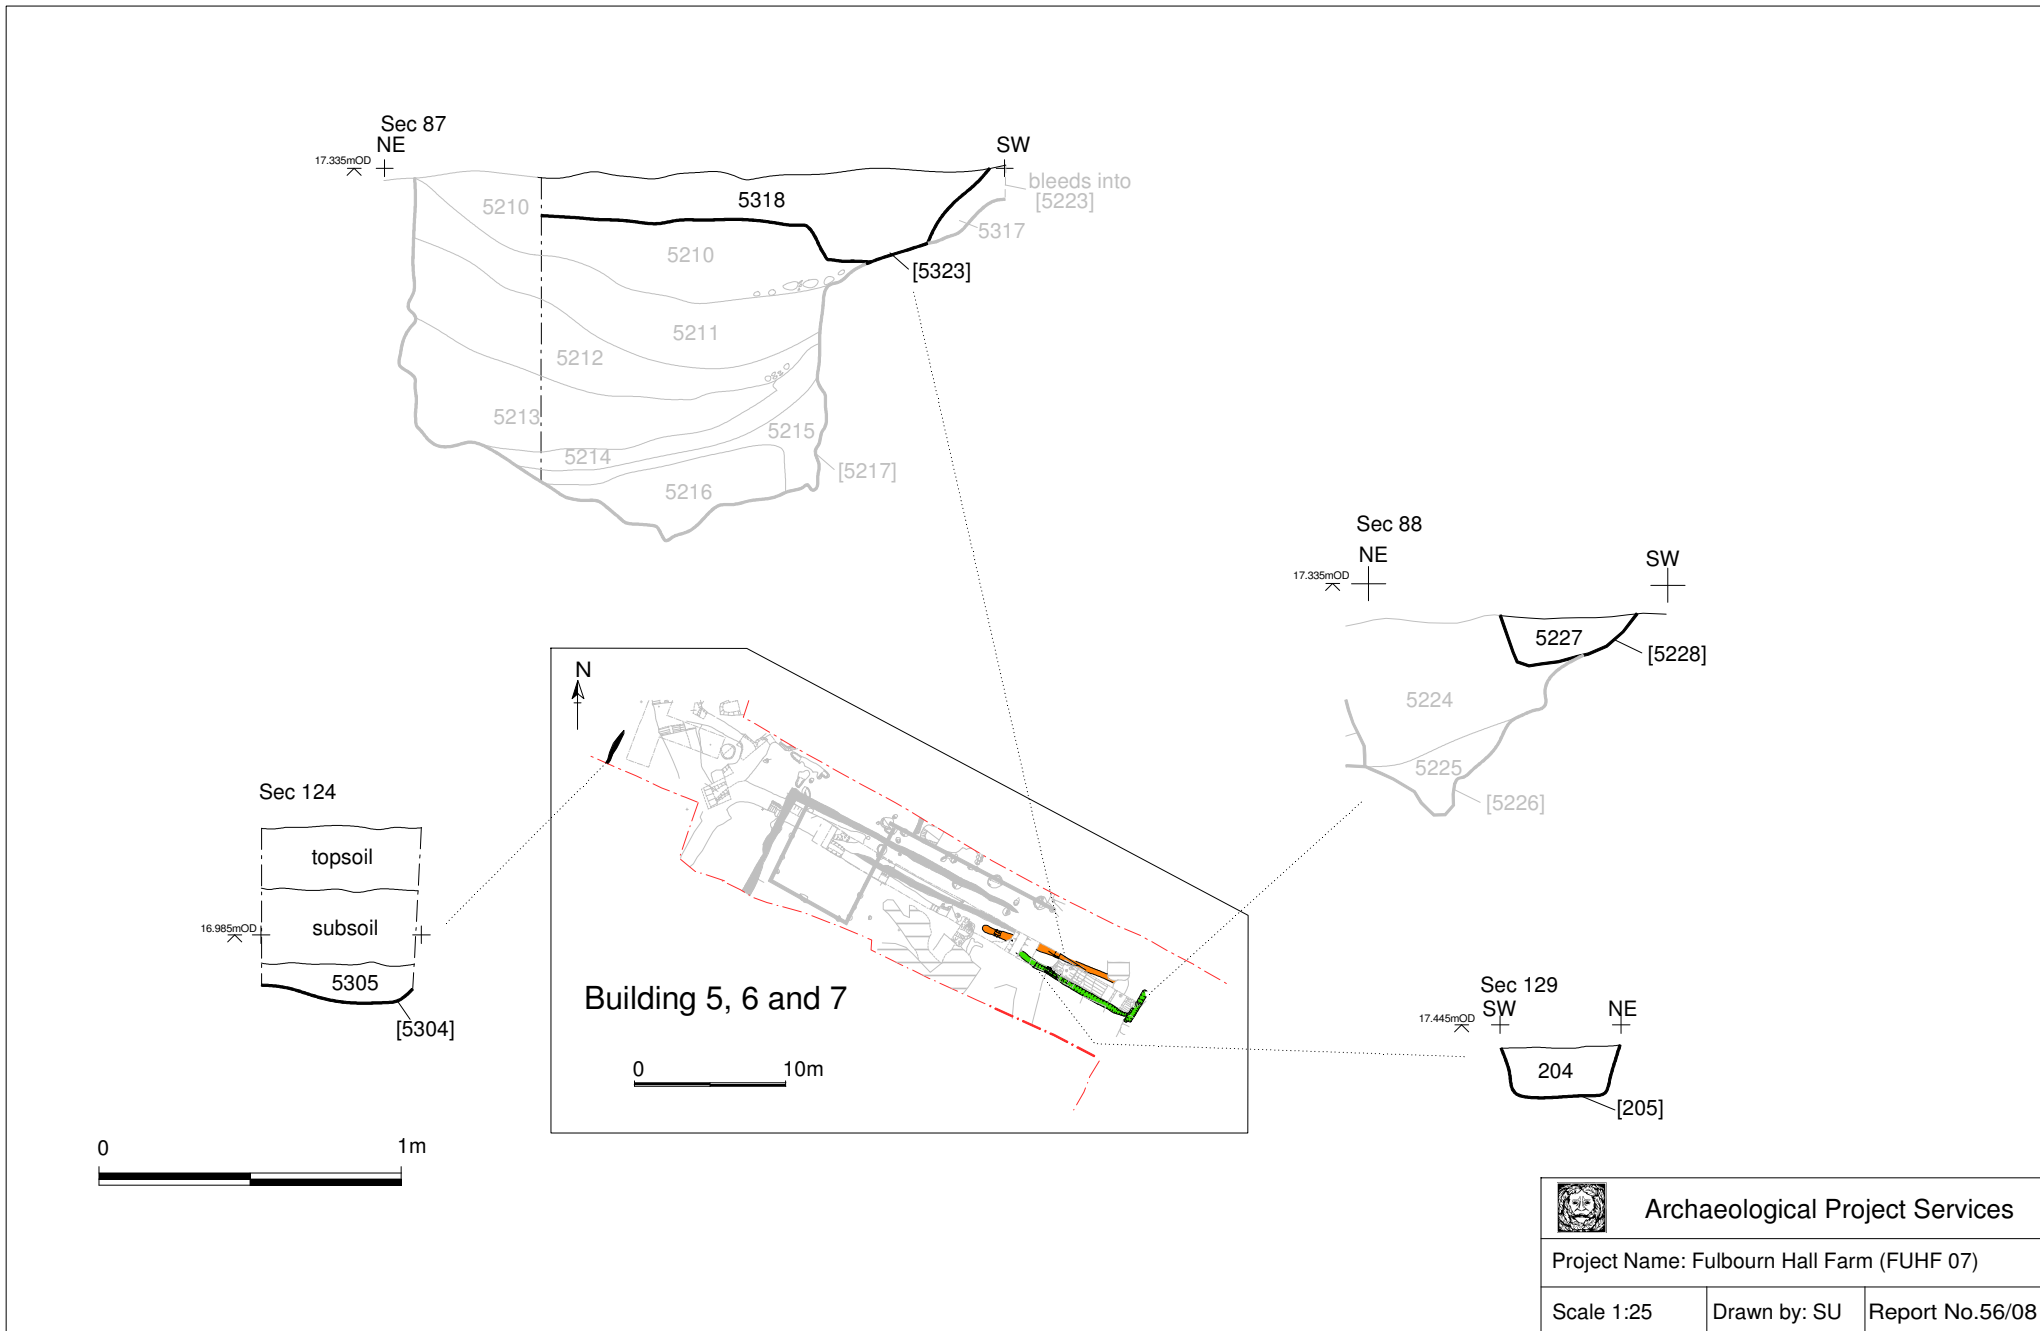 Sec 87
NE
SW
17.335mOD
bleeds into
[5223]
5210
5318
5317
5210
[5323]
5211
5212
5213
5215
5214
[5217]
5216
Sec 88
NE
SW
17.335mOD
5227
[5228]
5224
5225
[5226]
N
Sec 124
topsoil
subsoil
16.985mOD
5305
[5304]
Building 5, 6 and 7
0 10m
Sec 129
SW
NE
17.445mOD
204
[205]
0 1m
Archaeological Project Services
Project Name: Fulbourn Hall Farm (FUHF 07)
Scale 1:25
Drawn by: SU
Report No.56/08